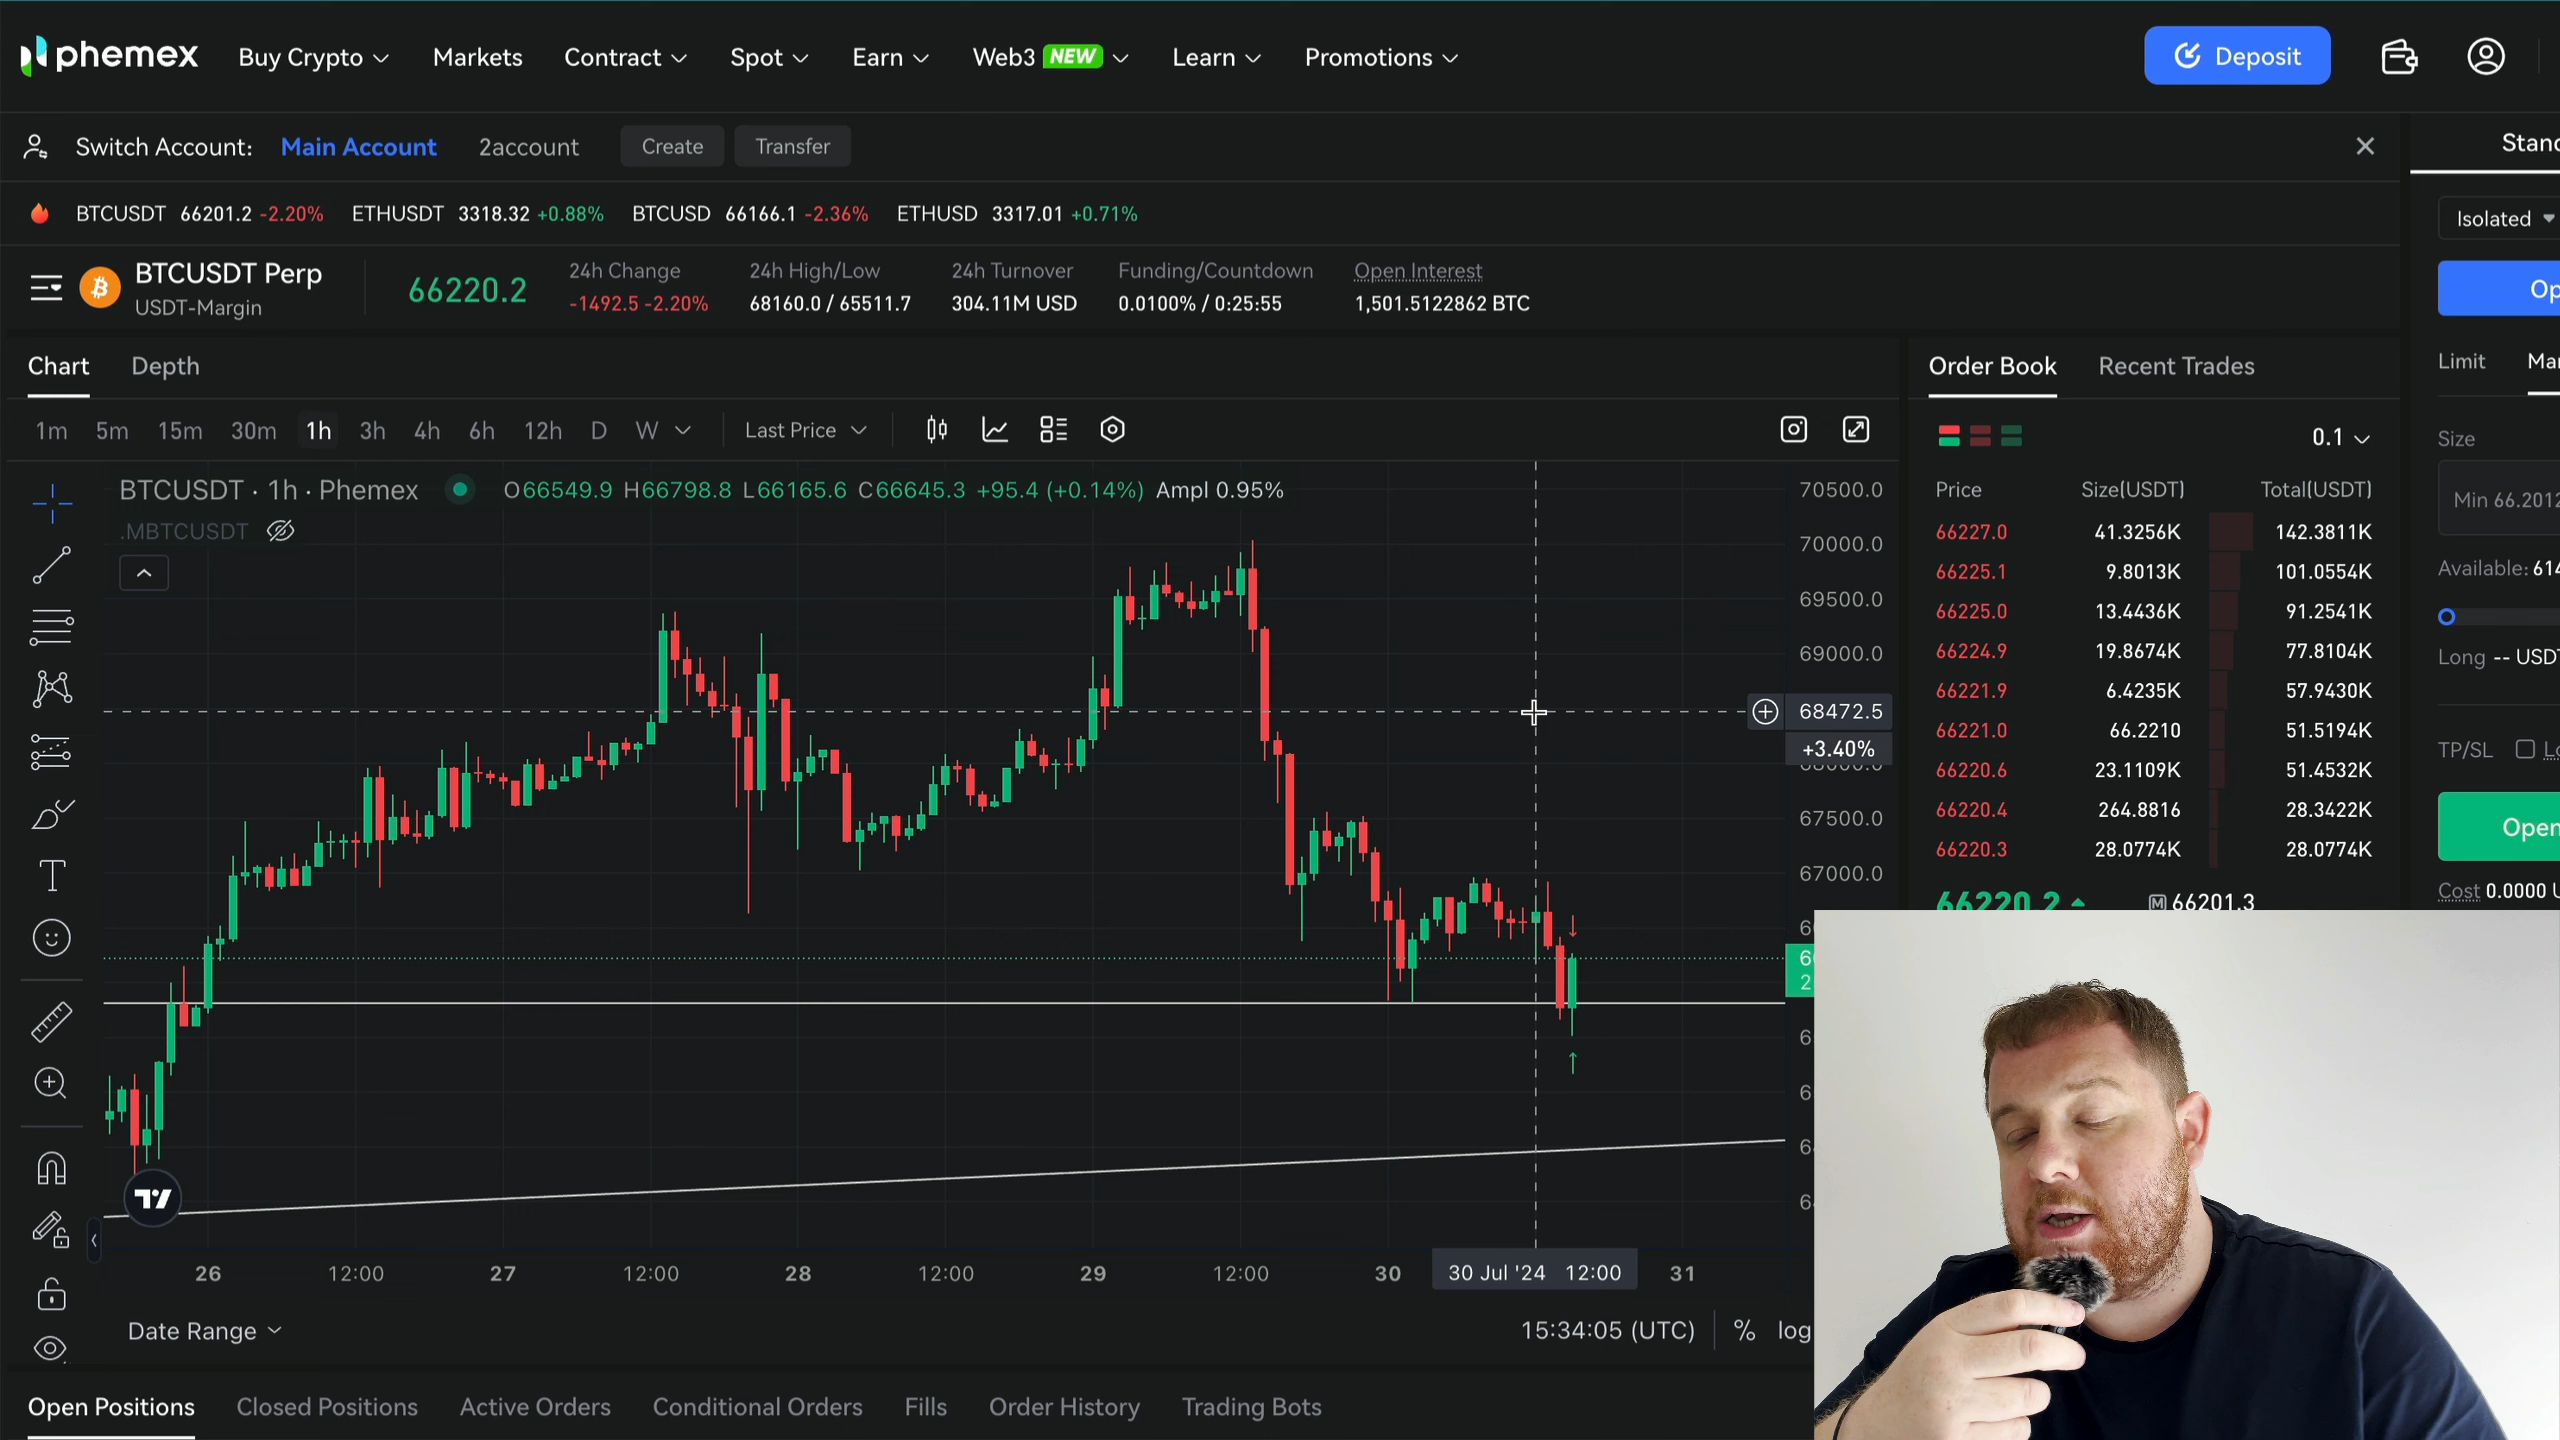 phemex Buy Crypto Markets Contract Spot Earn Web3 NEW Learn Promotions Deposit
Switch Account: Main Account 2account Create Transfer
BTCUSDT 66201.2 -2.20% ETHUSDT 3318.32 +0.88% BTCUSD 66166.1 -2.36% ETHUSD 3317.01 +0.71%
Isolated
BTCUSDT Perp
USDT-Margin
66220.2
24h Change
-1492.5 -2.20%
24h High/Low
68160.0 / 65511.7
24h Turnover
304.11M USD
Funding/Countdown
0.0100% / 0:25:55
Open Interest
1,501.5122862 BTC
Chart Depth
1m 5m 15m 30m 1h 3h 4h 6h 12h D W Last Price
BTCUSDT · 1h · Phemex O66549.9 H66798.8 L66165.6 C66645.3 +95.4 (+0.14%) Ampl 0.95%
.MBTCUSDT
70500.0
70000.0
69500.0
69000.0
68472.5
+3.40%
67500.0
67000.0
26 12:00 27 12:00 28 12:00 29 12:00 30 30 Jul '24 12:00 31
Date Range
15:34:05 (UTC) % log
Order Book Recent Trades
0.1
Price Size(USDT) Total(USDT)
66227.0 41.3256K 142.3811K
66225.1 9.8013K 101.0554K
66225.0 13.4436K 91.2541K
66224.9 19.8674K 77.8104K
66221.9 6.4235K 57.9430K
66221.0 66.2210 51.5194K
66220.6 23.1109K 51.4532K
66220.4 264.8816 28.3422K
66220.3 28.0774K 28.0774K
66220.2 M 66201.3
Limit
Size
Min 66.2012
Available: 614
Long -- USDT
TP/SL
Open
Cost 0.0000
Open Positions Closed Positions Active Orders Conditional Orders Fills Order History Trading Bots